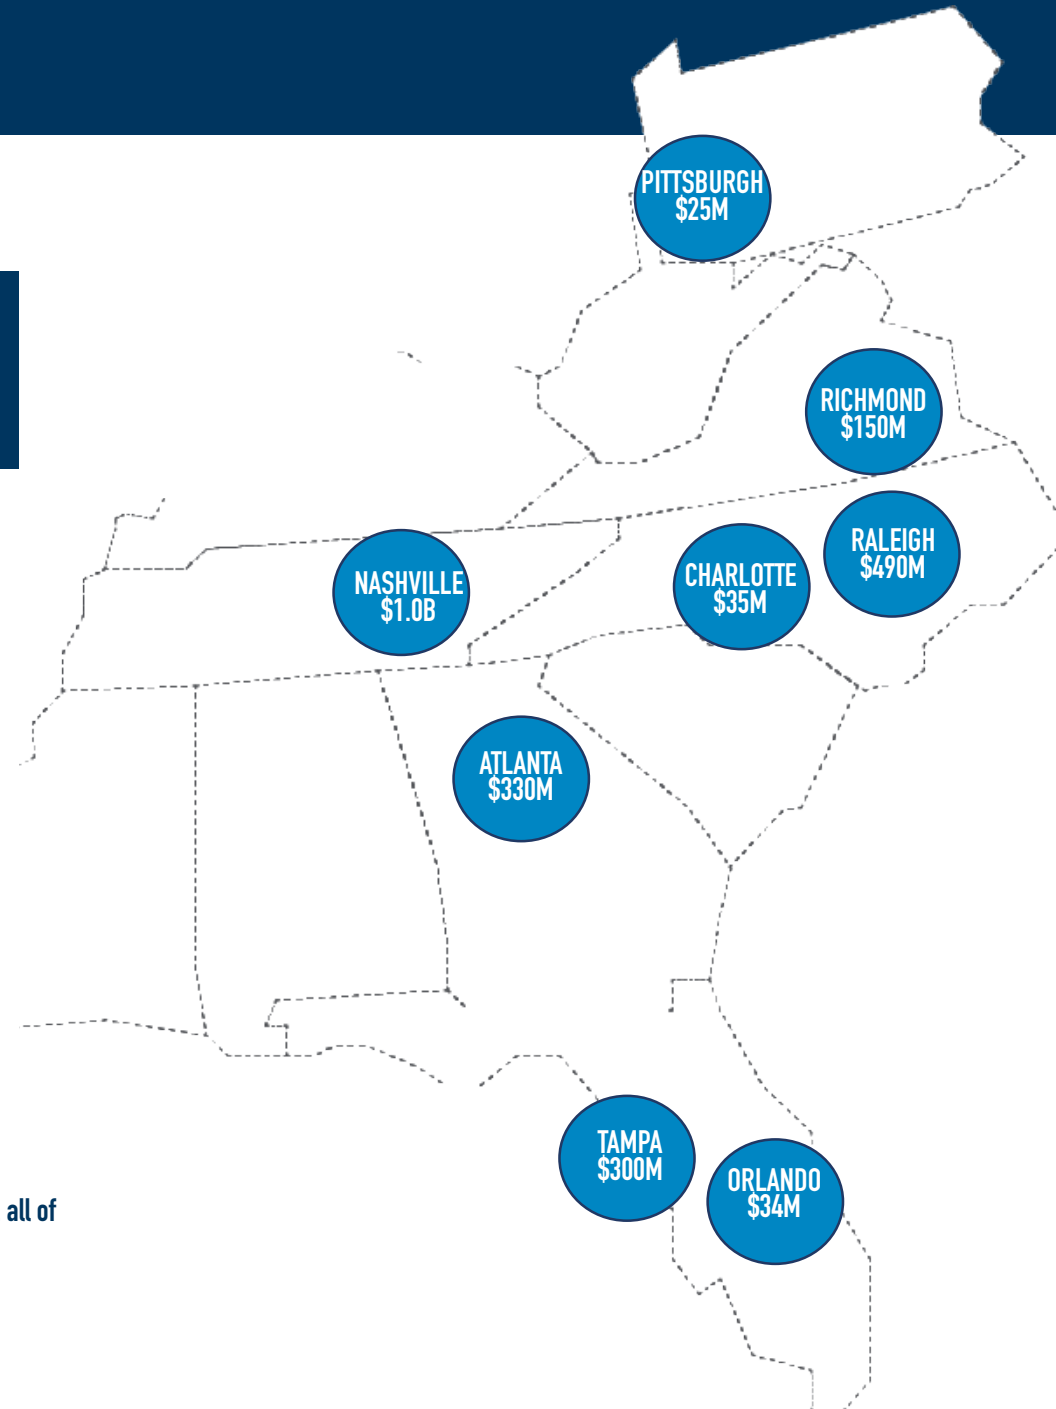 PITTSBURGH
$25M
RICHMOND
$150M
RALEIGH
$490M
CHARLOTTE
$35M
NASHVILLE
$1.0B
ATLANTA
$330M
TAMPA
$300M
ORLANDO
$34M
all of